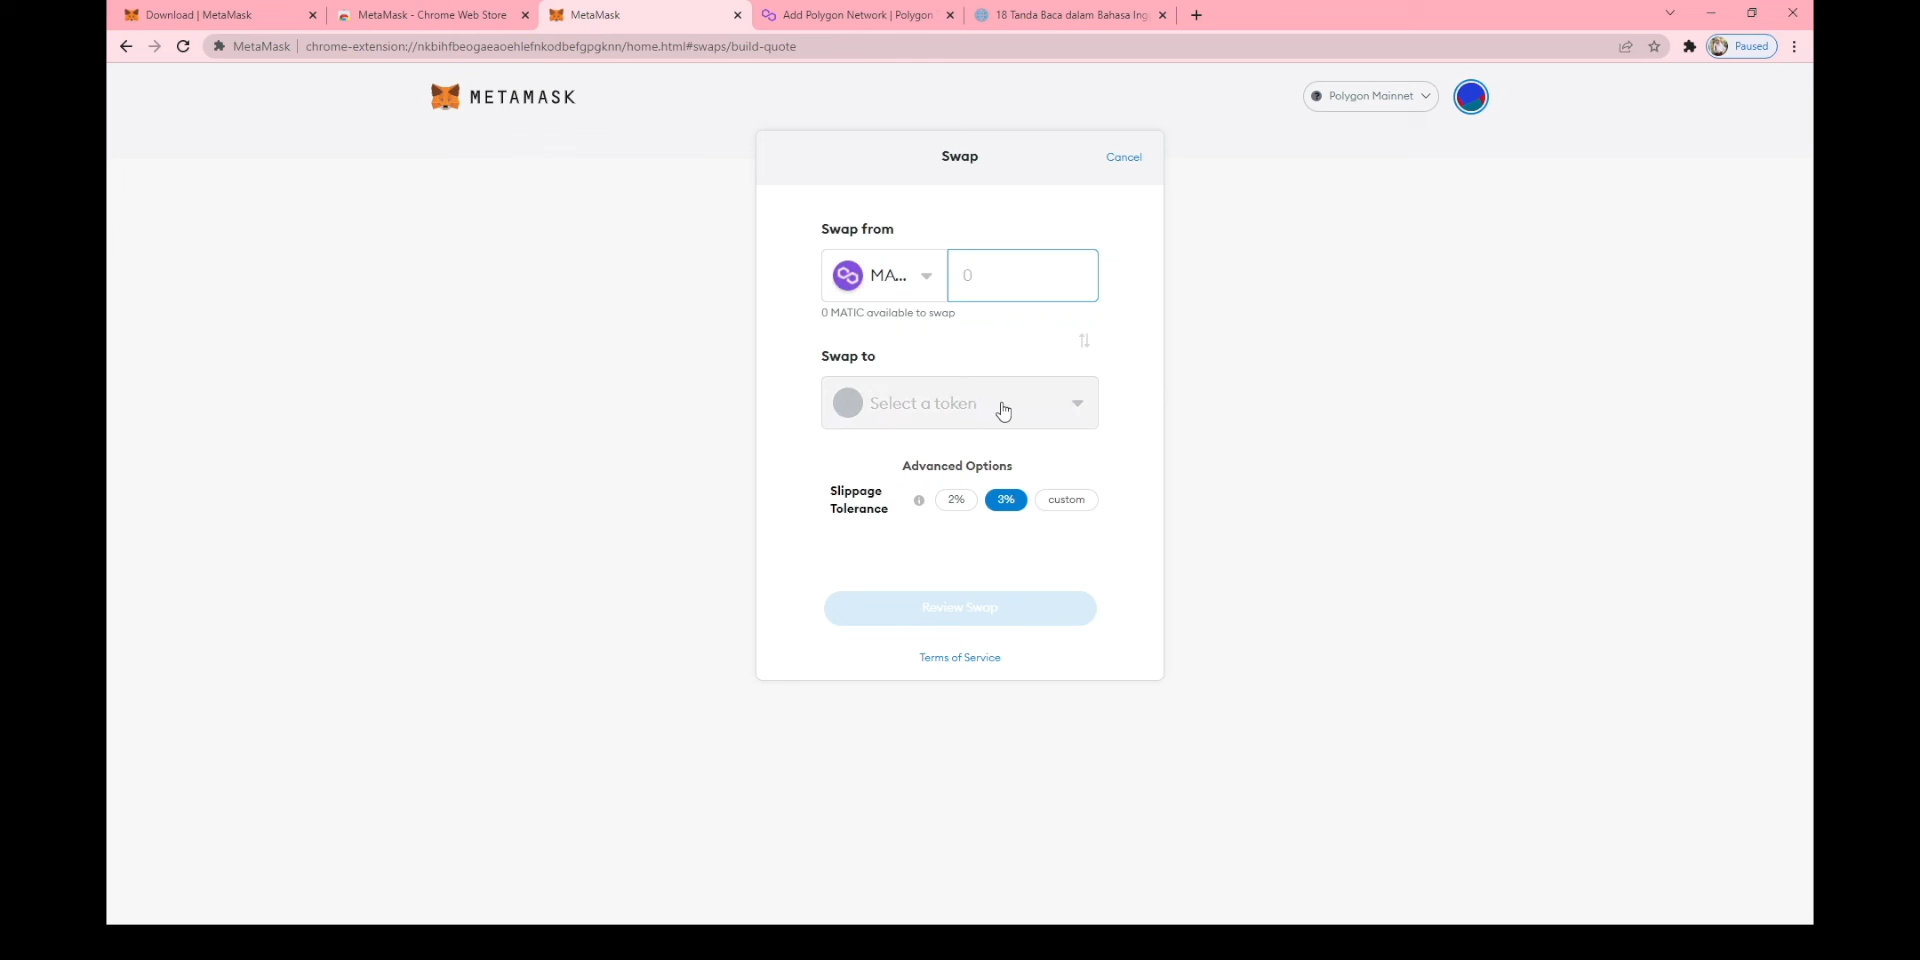 Download | MetaMask
MetaMask - Chrome Web Store
MetaMask
Add Polygon Network | Polygon
18 Tanda Baca dalam Bahasa Ing
MetaMask
chrome-extension://nkbihfbeogaeaoehlefnkodbefgpgknn/home.html#swaps/build-quote
Paused
METAMASK
Polygon Mainnet
Swap
Cancel
Swap from
MA...
0
0 MATIC available to swap
Swap to
Select a token
Advanced Options
Slippage
Tolerance
2%
3%
custom
Review Swap
Terms of Service